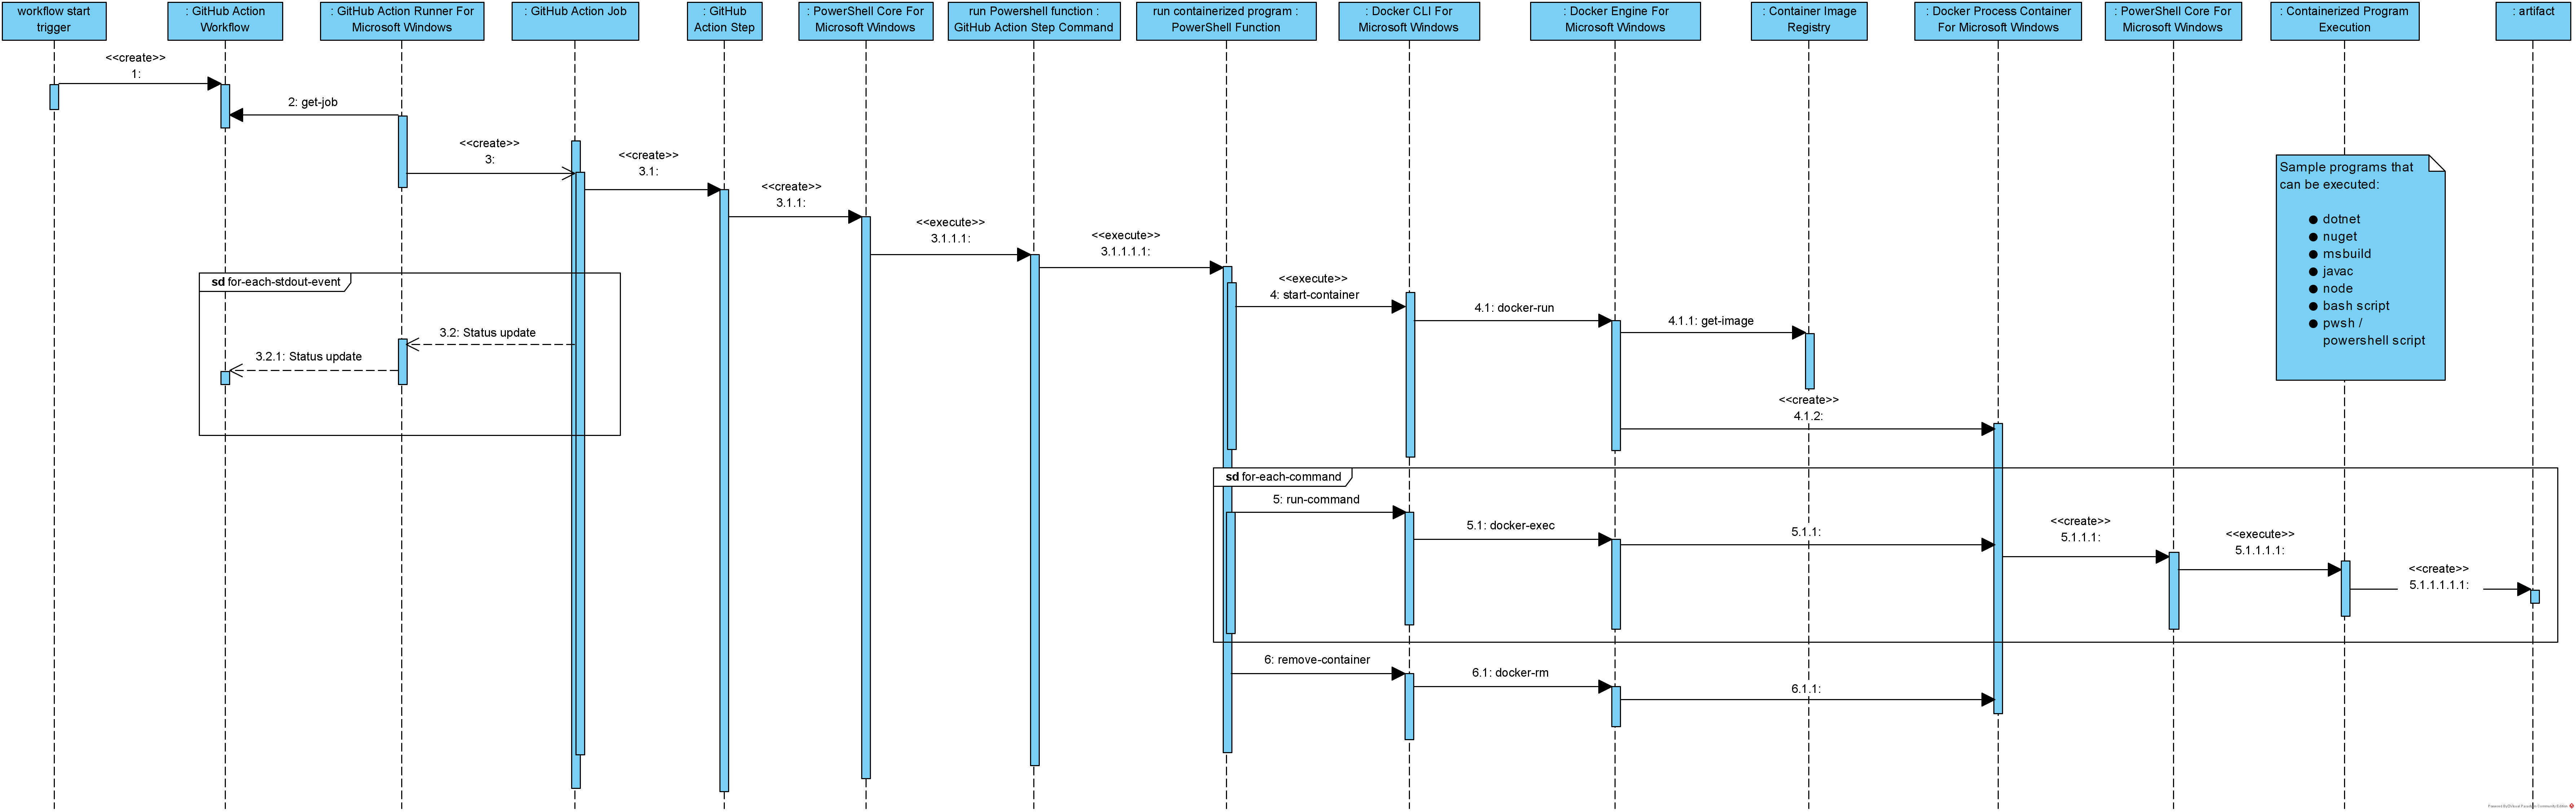 workflow start
trigger
: GitHub Action
Workflow
: GitHub Action Runner For
Microsoft Windows
: GitHub Action Job
: GitHub
Action Step
: PowerShell Core For
Microsoft Windows
run Powershell function :
GitHub Action Step Command
run containerized program :
PowerShell Function
: Docker CLI For
Microsoft Windows
: Docker Engine For
Microsoft Windows
: Container Image
Registry
: Docker Process Container
For Microsoft Windows
: PowerShell Core For
Microsoft Windows
: Containerized Program
Execution
: artifact
<<create>>
1:
2: get-job
<<create>>
3:
<<create>>
3.1:
<<create>>
3.1.1:
<<execute>>
3.1.1.1:
<<execute>>
3.1.1.1.1:
Sample programs that
can be executed:
● dotnet
● nuget
● msbuild
● javac
● node
● bash script
● pwsh /
powershell script
sd for-each-stdout-event
3.2: Status update
3.2.1: Status update
<<execute>>
4: start-container
4.1: docker-run
4.1.1: get-image
<<create>>
4.1.2:
sd for-each-command
5: run-command
5.1: docker-exec
5.1.1:
<<create>>
5.1.1.1:
<<execute>>
5.1.1.1.1:
<<create>>
5.1.1.1.1.1:
6: remove-container
6.1: docker-rm
6.1.1: